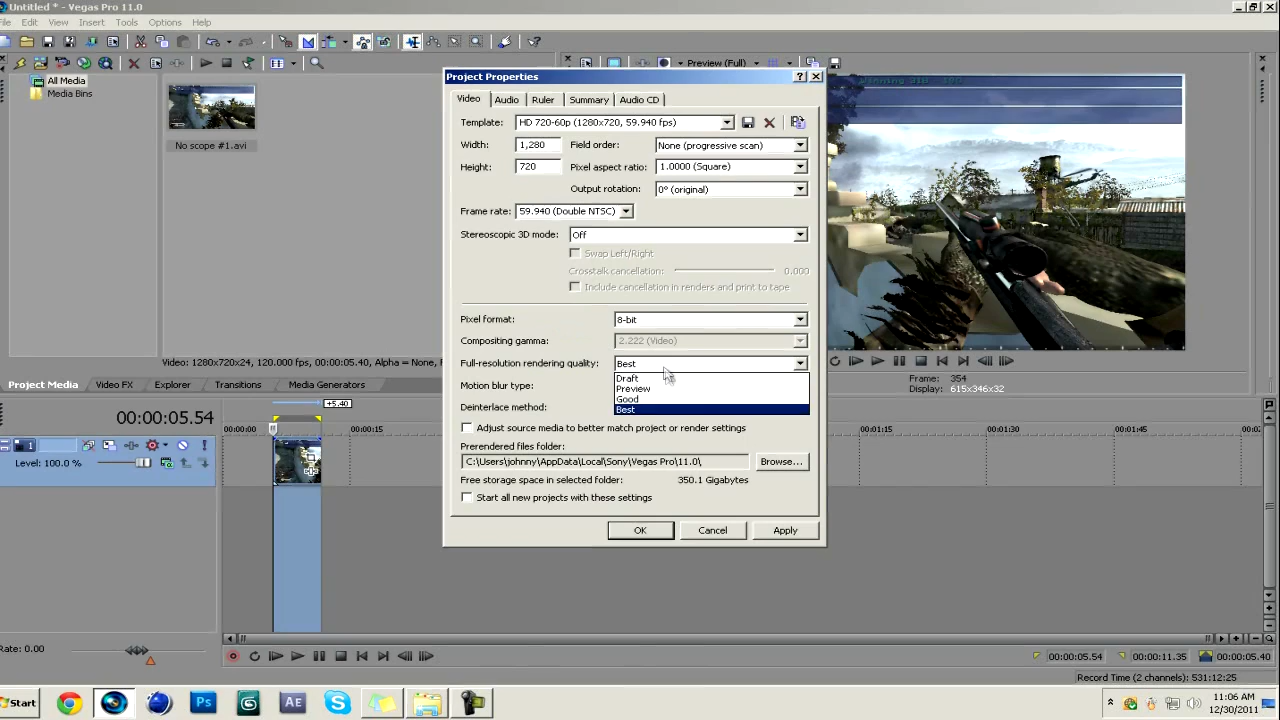 Untitled * - Vegas Pro 11.0
File Edit View Insert Tools Options Help
Preview (Full)
All Media
Media Bins
No scope #1.avi
Project Properties
Video Audio Ruler Summary Audio CD
Template: HD 720-60p (1280x720, 59.940 fps)
Width: 1,280 Field order: None (progressive scan)
Height: 720 Pixel aspect ratio: 1.0000 (Square)
Output rotation: 0° (original)
Frame rate: 59.940 (Double NTSC)
Stereoscopic 3D mode: Off
Swap Left/Right
Crosstalk cancellation: 0.000
Include cancellation in renders and print to tape
Pixel format: 8-bit
Compositing gamma: 2.222 (Video)
Full-resolution rendering quality: Best
Draft
Preview
Good
Best
Motion blur type:
Deinterlace method:
Adjust source media to better match project or render settings
Prerendered files folder:
C:\Users\johnny\AppData\Local\Sony\Vegas Pro\11.0\ Browse...
Free storage space in selected folder: 350.1 Gigabytes
Start all new projects with these settings
OK Cancel Apply
Video: 1280x720x24, 120.000 fps, 00:00:05.40, Alpha = None, F
Frame: 354
Display: 615x346x32
Project Media Video FX Explorer Transitions Media Generators
00:00:05.54
+5.40
00:00:00 00:00:15 00:01:15 00:01:30 00:01:45 00:02
1
Level: 100.0 %
Rate: 0.00
00:00:05.54 00:00:11.35 00:00:05.40
Record Time (2 channels): 531:12:25
Start
Ps
AE
11:06 AM
12/30/2011